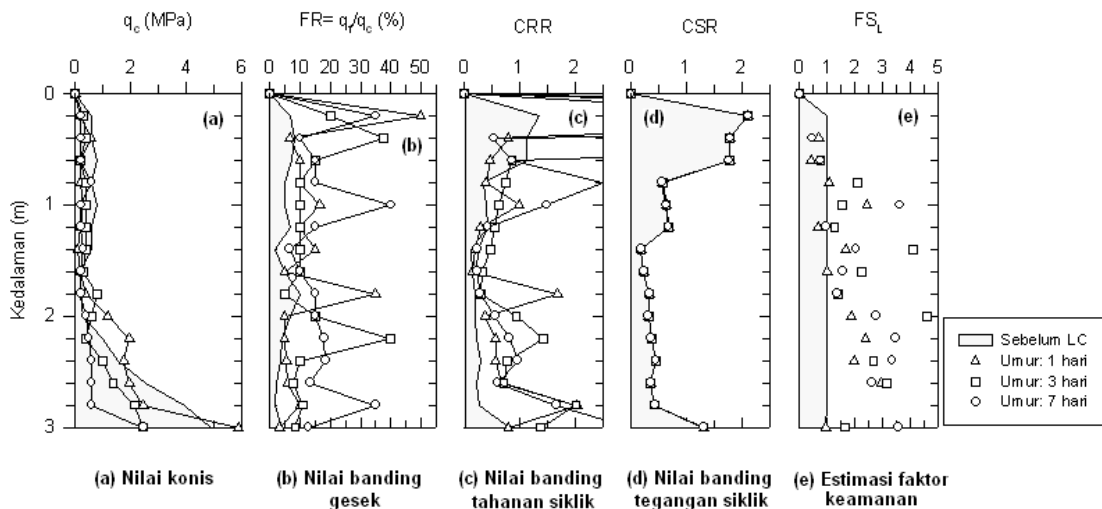 q_c (MPa)
0 2 4 6
FR= q_f/q_c (%)
0 10 20 30 40 50
CRR
0 1 2
CSR
0 1 2
FS_L
0 1 2 3 4 5
Kedalaman (m)
0
1
2
3
(a)
(b)
(c)
(d)
(e)
Sebelum LC
Umur: 1 hari
Umur: 3 hari
Umur: 7 hari
(a) Nilai konis
(b) Nilai banding
gesek
(c) Nilai banding
tahanan siklik
(d) Nilai banding
tegangan siklik
(e) Estimasi faktor
keamanan